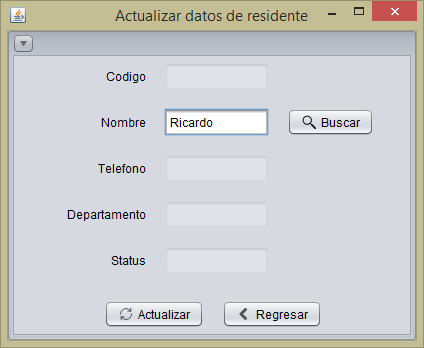 Actualizar datos de residente
Codigo
Nombre Ricardo Buscar
Telefono
Departamento
Status
Actualizar Regresar